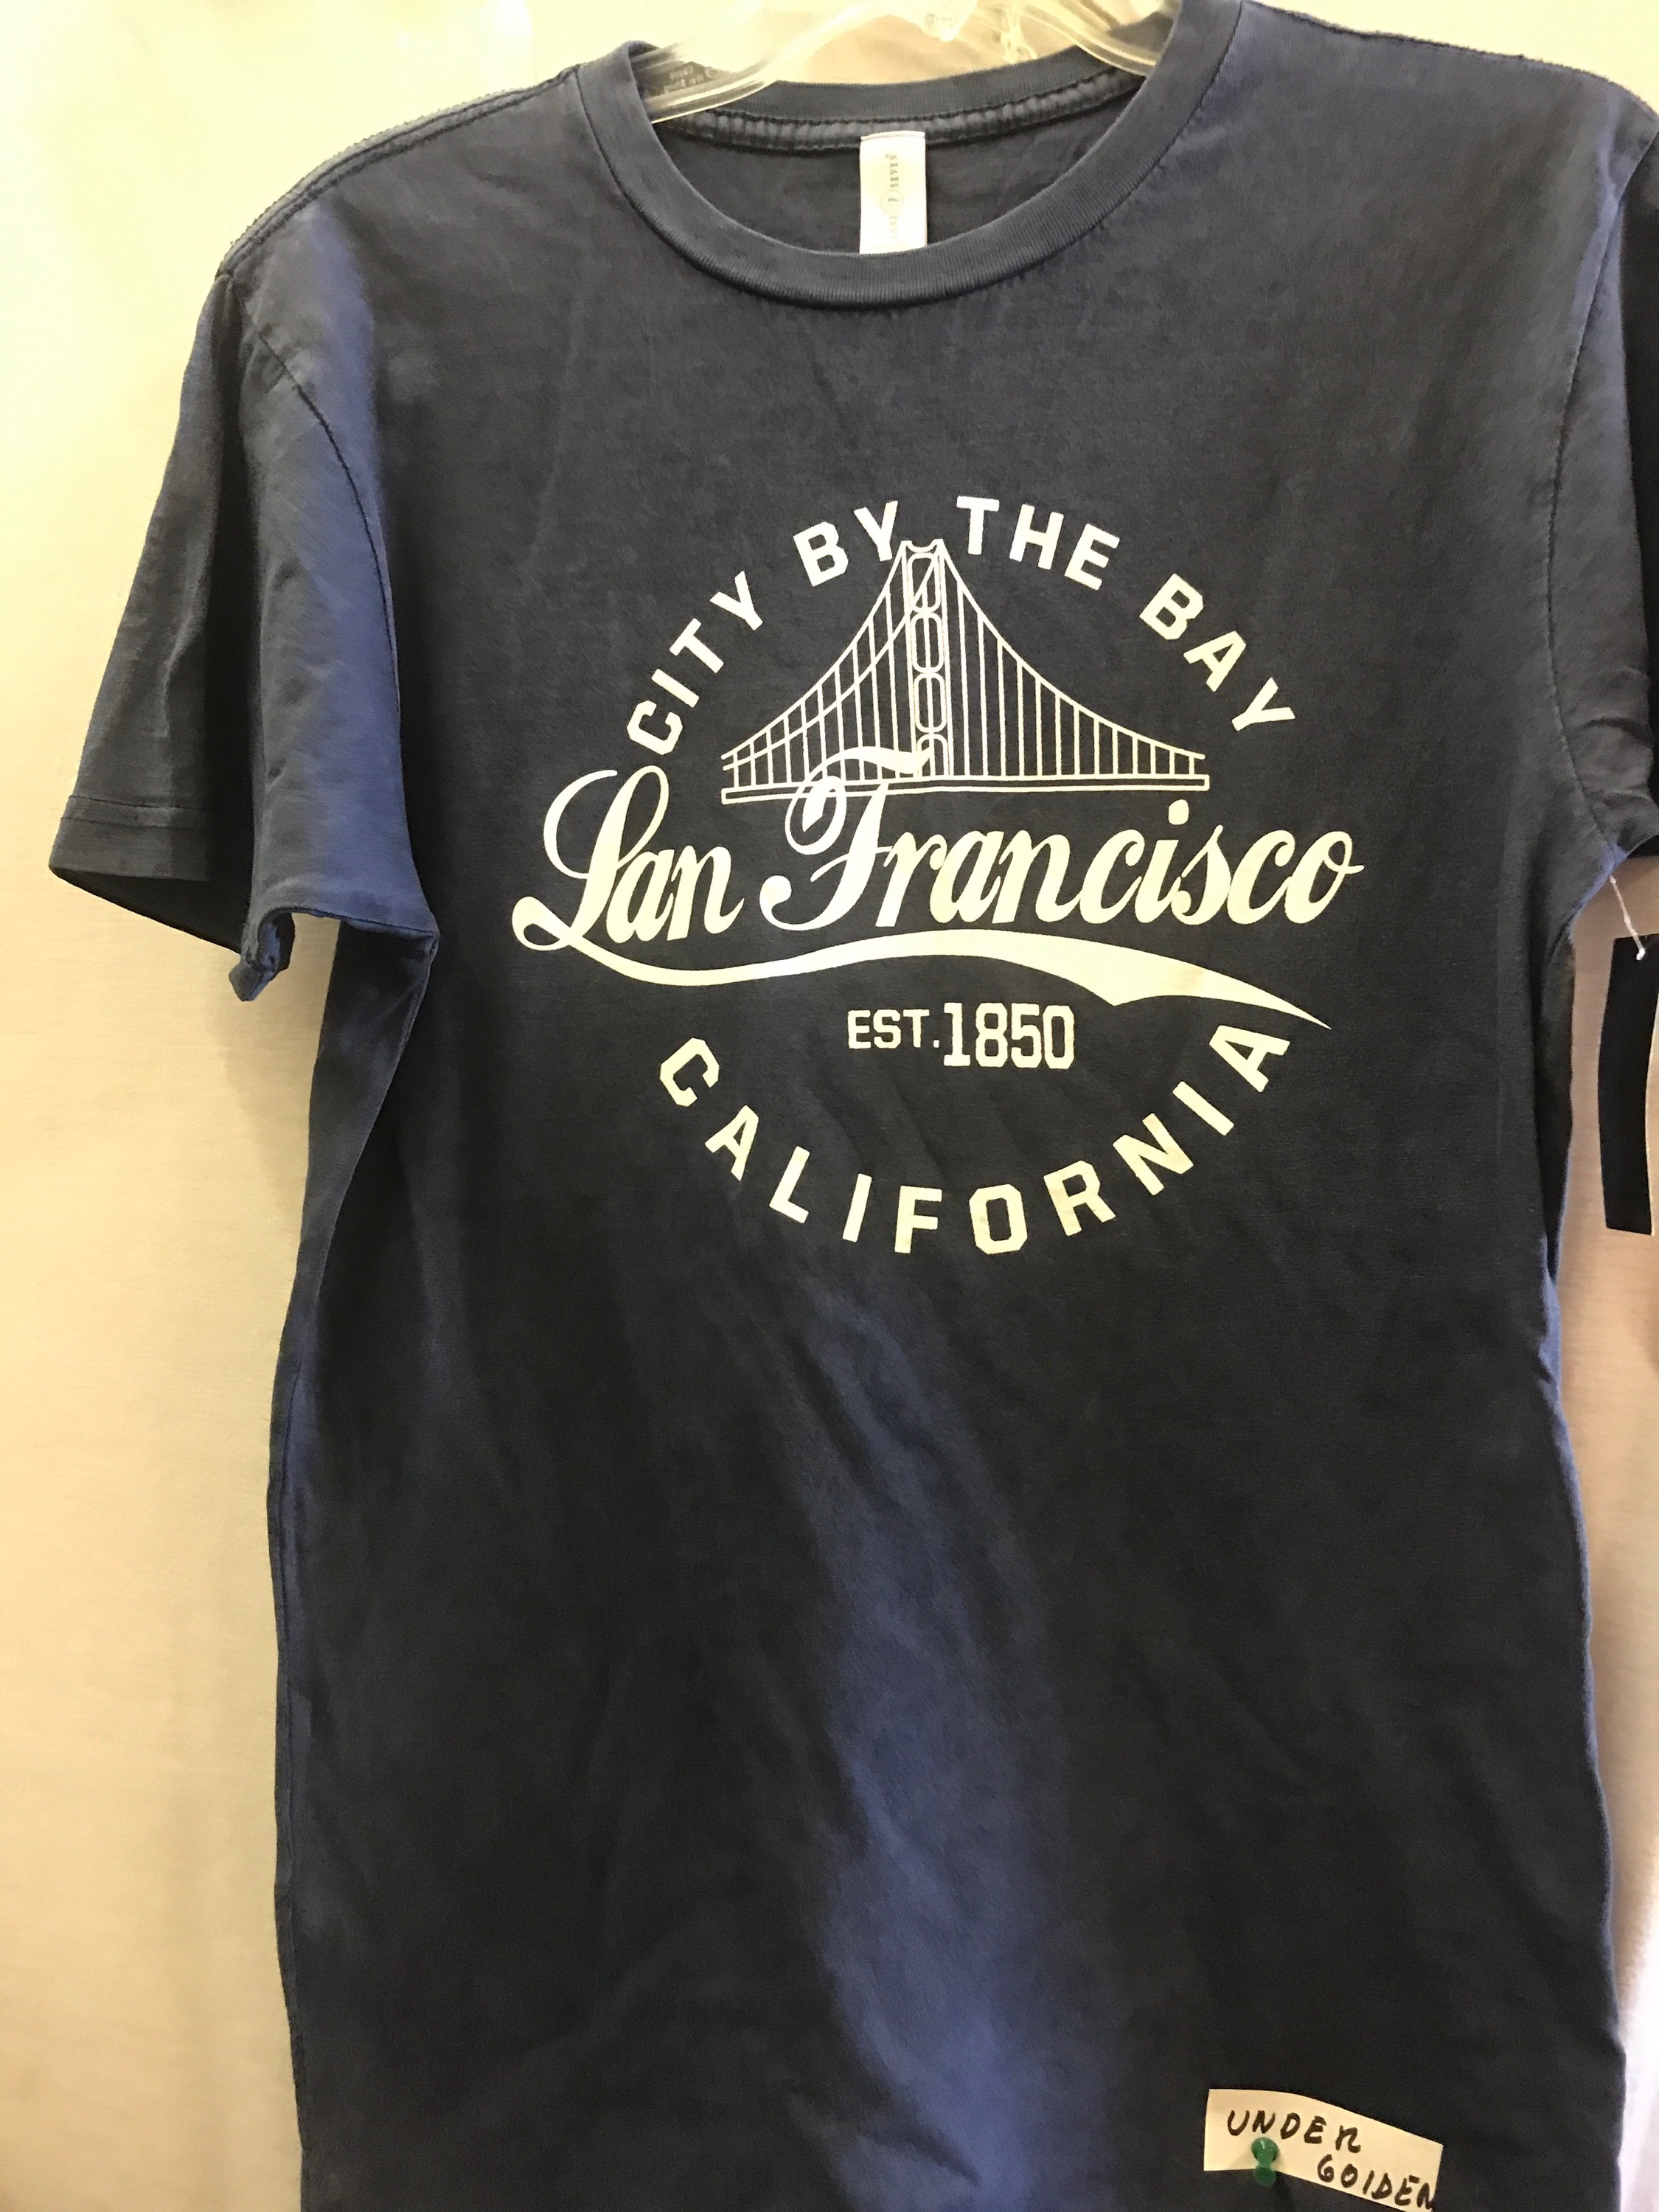 CITY BY THE BAY
San Francisco
EST. 1850
CALIFORNIA
UNDER
GOIDEN